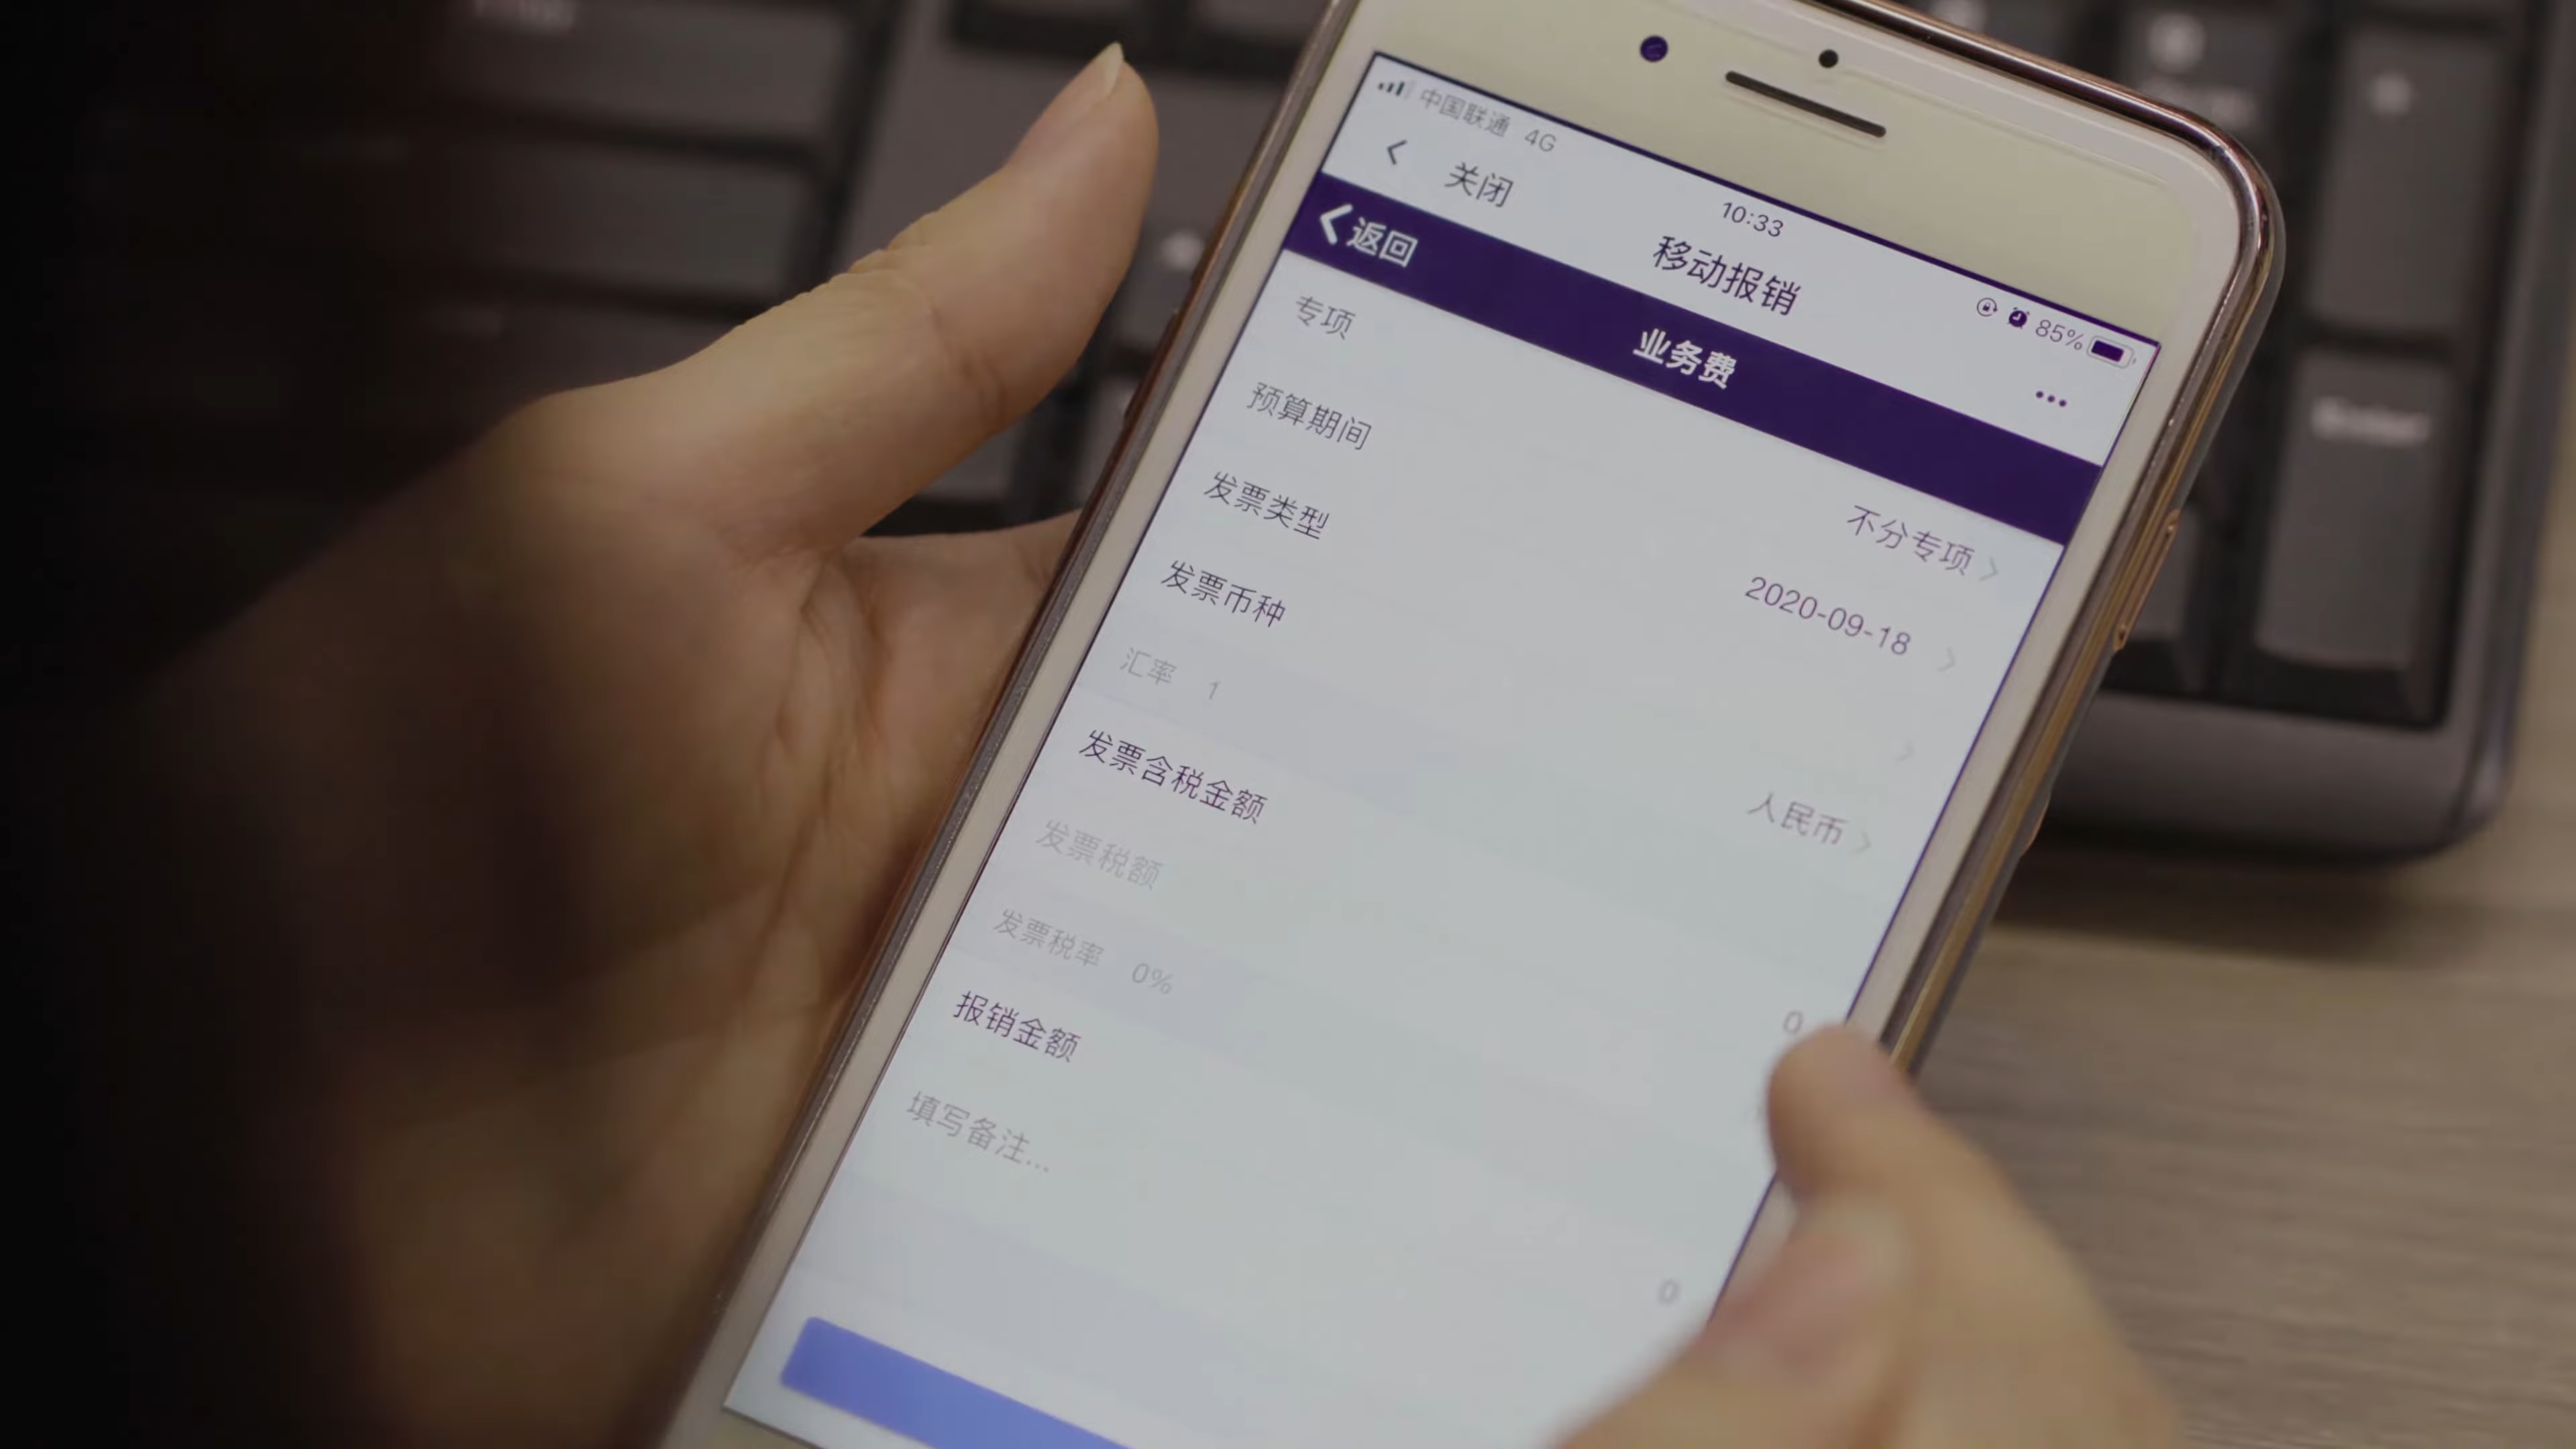 中国联通 4G 10:33 85%
关闭 移动报销 ...
返回 业务费
专项 不分专项
预算期间 2020-09-18
发票类型
发票币种 人民币
汇率 1
发票含税金额 0
发票税额
发票税率 0%
报销金额 0
填写备注...
Enter